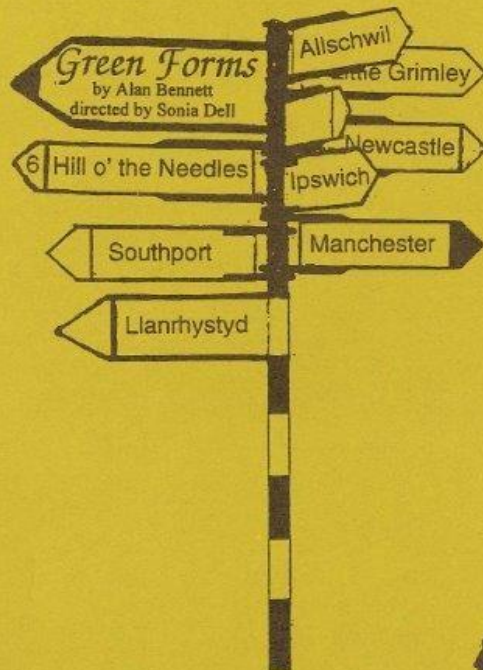 Green Forms
by Alan Bennett
directed by Sonia Dell
Allschwil
Little Grimley
Newcastle
6 Hill o' the Needles
Ipswich
Southport
Manchester
Llanrhystyd